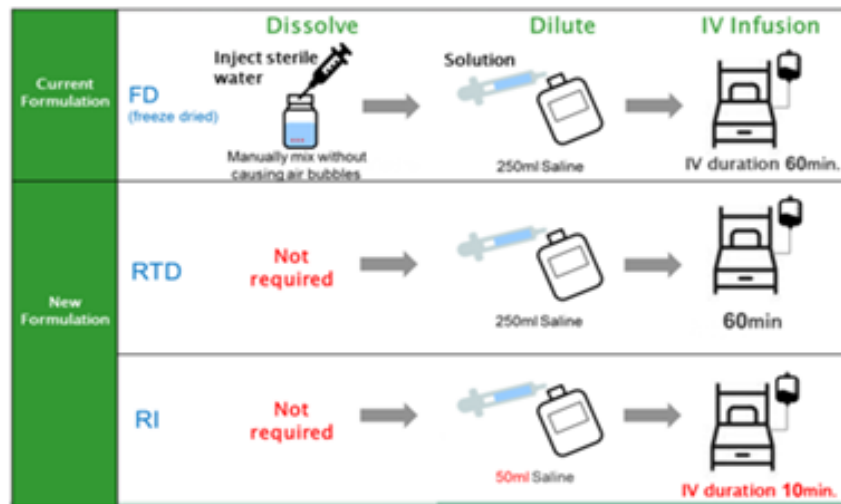 Dissolve Dilute IV Infusion
Current
Formulation
FD
(freeze dried)
Inject sterile
water
Manually mix without
causing air bubbles
Solution
250ml Saline
IV duration 60min.
New
Formulation
RTD
Not
required
250ml Saline
60min
RI
Not
required
50ml Saline
IV duration 10min.